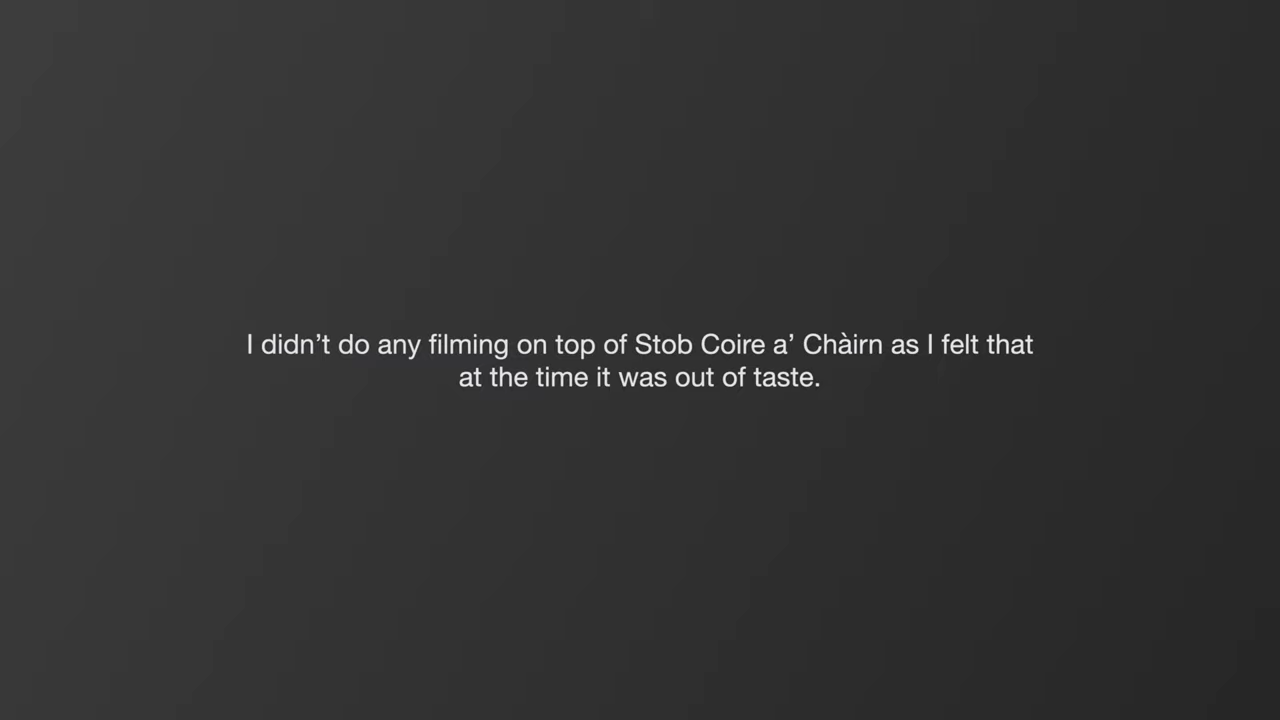 I didn’t do any filming on top of Stob Coire a’ Chàirn as I felt that
at the time it was out of taste.